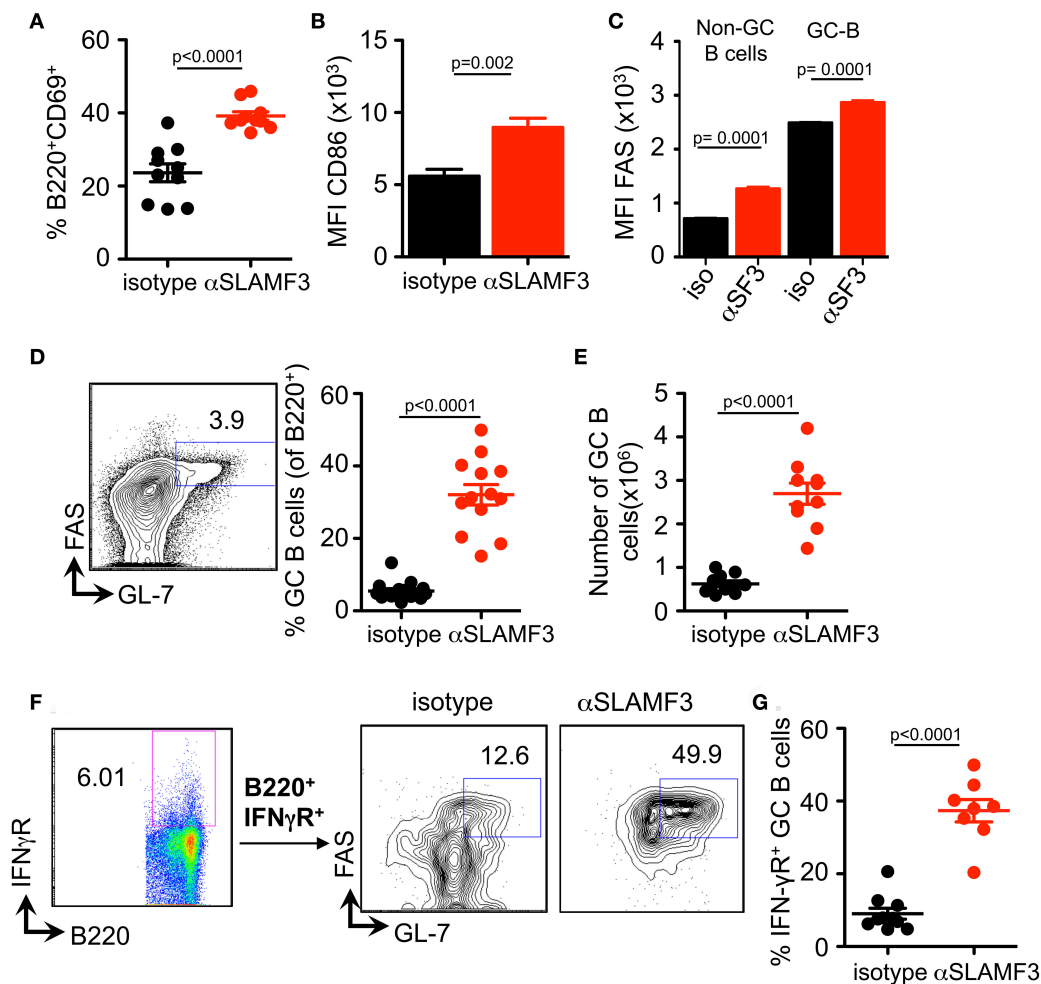 A
60
40
20
0
% B220⁺CD69⁺
p<0.0001
isotype αSLAMF3
B
15
10
5
0
MFI CD86 (x10³)
p=0.002
isotype αSLAMF3
C
4
3
2
1
0
MFI FAS (x10³)
Non-GC
B cells
GC-B
p= 0.0001
p= 0.0001
iso
αSF3
iso
αSF3
D
3.9
FAS
GL-7
% GC B cells (of B220⁺)
60
40
20
0
p<0.0001
isotype αSLAMF3
E
Number of GC B
cells(x10⁶)
5
4
3
2
1
0
p<0.0001
isotype αSLAMF3
F
6.01
IFNγR
B220
B220⁺
IFNγR⁺
isotype
12.6
αSLAMF3
49.9
FAS
GL-7
G
% IFN-γR⁺ GC B cells
60
40
20
0
p<0.0001
isotype αSLAMF3